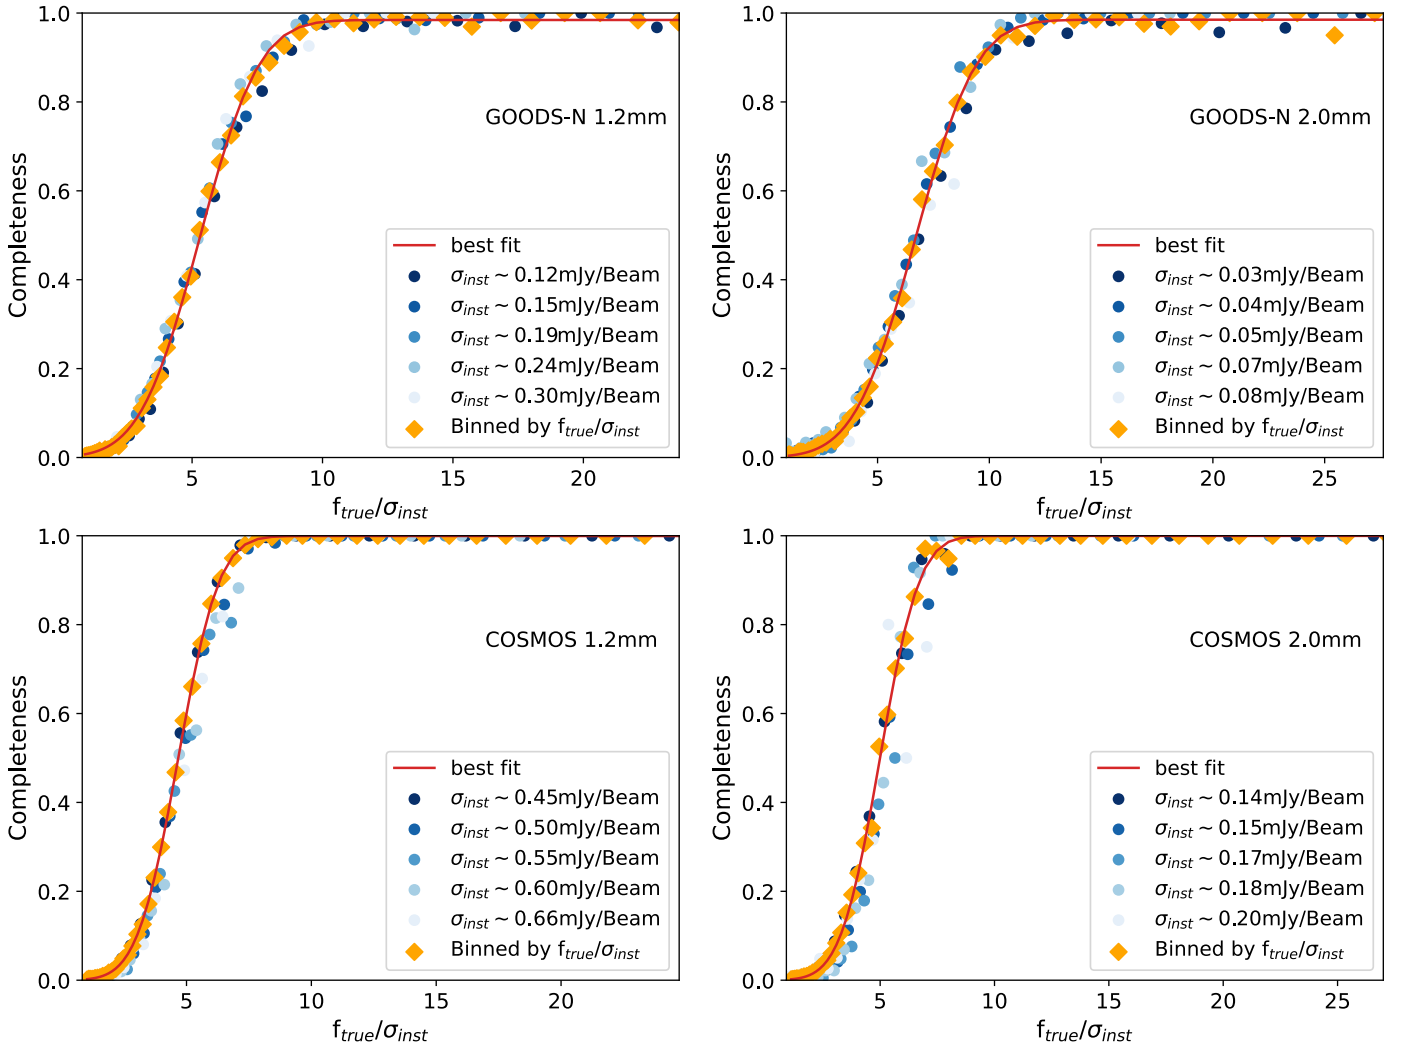 1.0
0.8
0.6
0.4
0.2
0.0
Completeness
GOODS-N 1.2mm
best fit
σinst ~ 0.12mJy/Beam
σinst ~ 0.15mJy/Beam
σinst ~ 0.19mJy/Beam
σinst ~ 0.24mJy/Beam
σinst ~ 0.30mJy/Beam
Binned by ftrue/σinst
5 10 15 20
ftrue/σinst
1.0
0.8
0.6
0.4
0.2
0.0
Completeness
GOODS-N 2.0mm
best fit
σinst ~ 0.03mJy/Beam
σinst ~ 0.04mJy/Beam
σinst ~ 0.05mJy/Beam
σinst ~ 0.07mJy/Beam
σinst ~ 0.08mJy/Beam
Binned by ftrue/σinst
5 10 15 20 25
ftrue/σinst
1.0
0.8
0.6
0.4
0.2
0.0
Completeness
COSMOS 1.2mm
best fit
σinst ~ 0.45mJy/Beam
σinst ~ 0.50mJy/Beam
σinst ~ 0.55mJy/Beam
σinst ~ 0.60mJy/Beam
σinst ~ 0.66mJy/Beam
Binned by ftrue/σinst
5 10 15 20
ftrue/σinst
1.0
0.8
0.6
0.4
0.2
0.0
Completeness
COSMOS 2.0mm
best fit
σinst ~ 0.14mJy/Beam
σinst ~ 0.15mJy/Beam
σinst ~ 0.17mJy/Beam
σinst ~ 0.18mJy/Beam
σinst ~ 0.20mJy/Beam
Binned by ftrue/σinst
5 10 15 20 25
ftrue/σinst